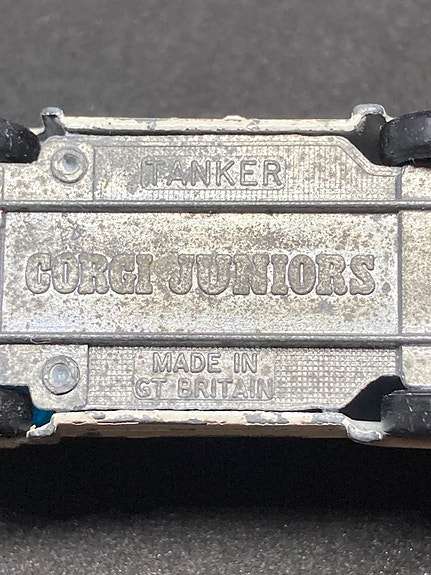 TANKER
CORGI JUNIORS
MADE IN
GT BRITAIN